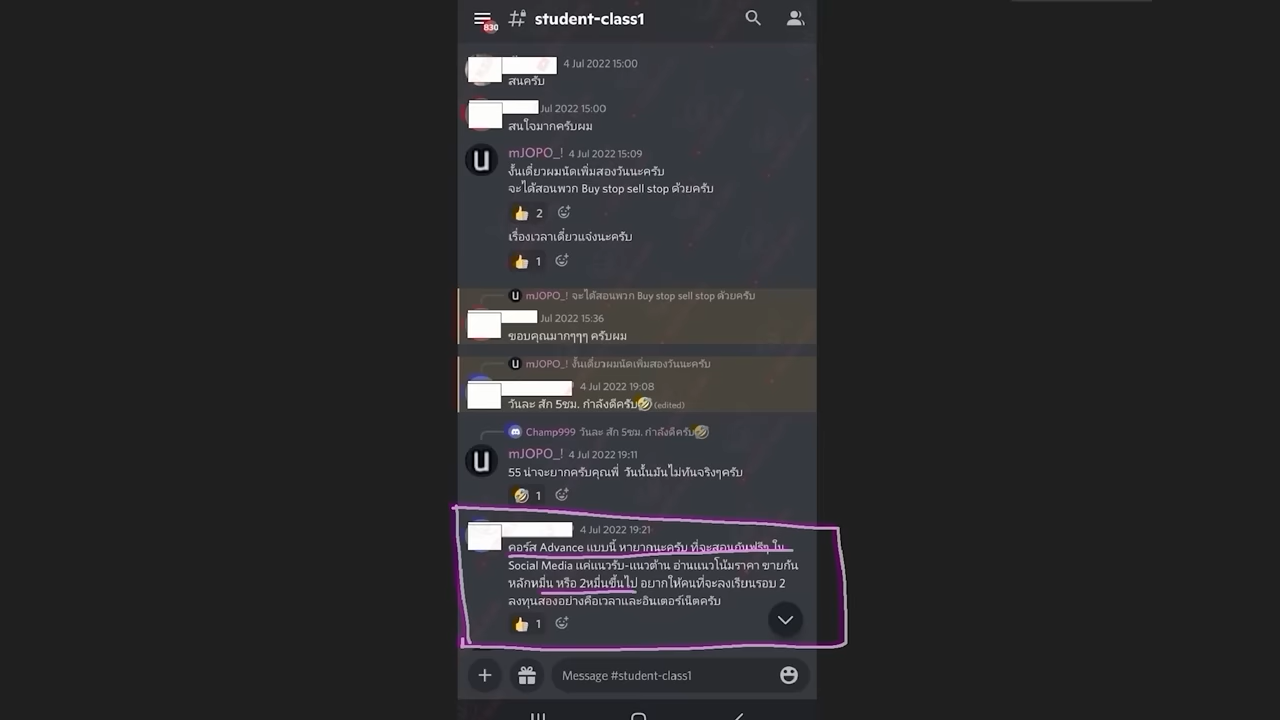 830
student-class1
4 Jul 2022 15:00
สนครับ
Jul 2022 15:00
สนใจมากครับผม
mJOPO_! 4 Jul 2022 15:09
งั้นเดี๋ยวผมนัดเพิ่มสองวันนะครับ
จะได้สอนพวก Buy stop sell stop ด้วยครับ
2
เรื่องเวลาเดี๋ยวแจ้งนะครับ
1
mJOPO_! จะได้สอนพวก Buy stop sell stop ด้วยครับ
Jul 2022 15:36
ขอบคุณมากๆๆๆ ครับผม
mJOPO_! งั้นเดี๋ยวผมนัดเพิ่มสองวันนะครับ
4 Jul 2022 19:08
วันละ สัก 5ชม. กำลังดีครับ🤣 (edited)
Champ999 วันละ สัก 5ชม. กำลังดีครับ🤣
mJOPO_! 4 Jul 2022 19:11
55 น่าจะยากครับคุณพี่ วันนั้นมันไม่ทันจริงๆครับ
1
4 Jul 2022 19:21
คอร์ส Advance แบบนี้ หายากนะครับ ที่จะสอนกันฟรีๆ ใน
Social Media แค่แนวรับ-แนวต้าน อ่านแนวโน้มราคา ขายกัน
หลักหมื่น หรือ 2หมื่นขึ้นไป อยากให้คนที่จะลงเรียนรอบ 2
ลงทุนสองอย่างคือเวลาและอินเตอร์เน็ตครับ
1
Message #student-class1